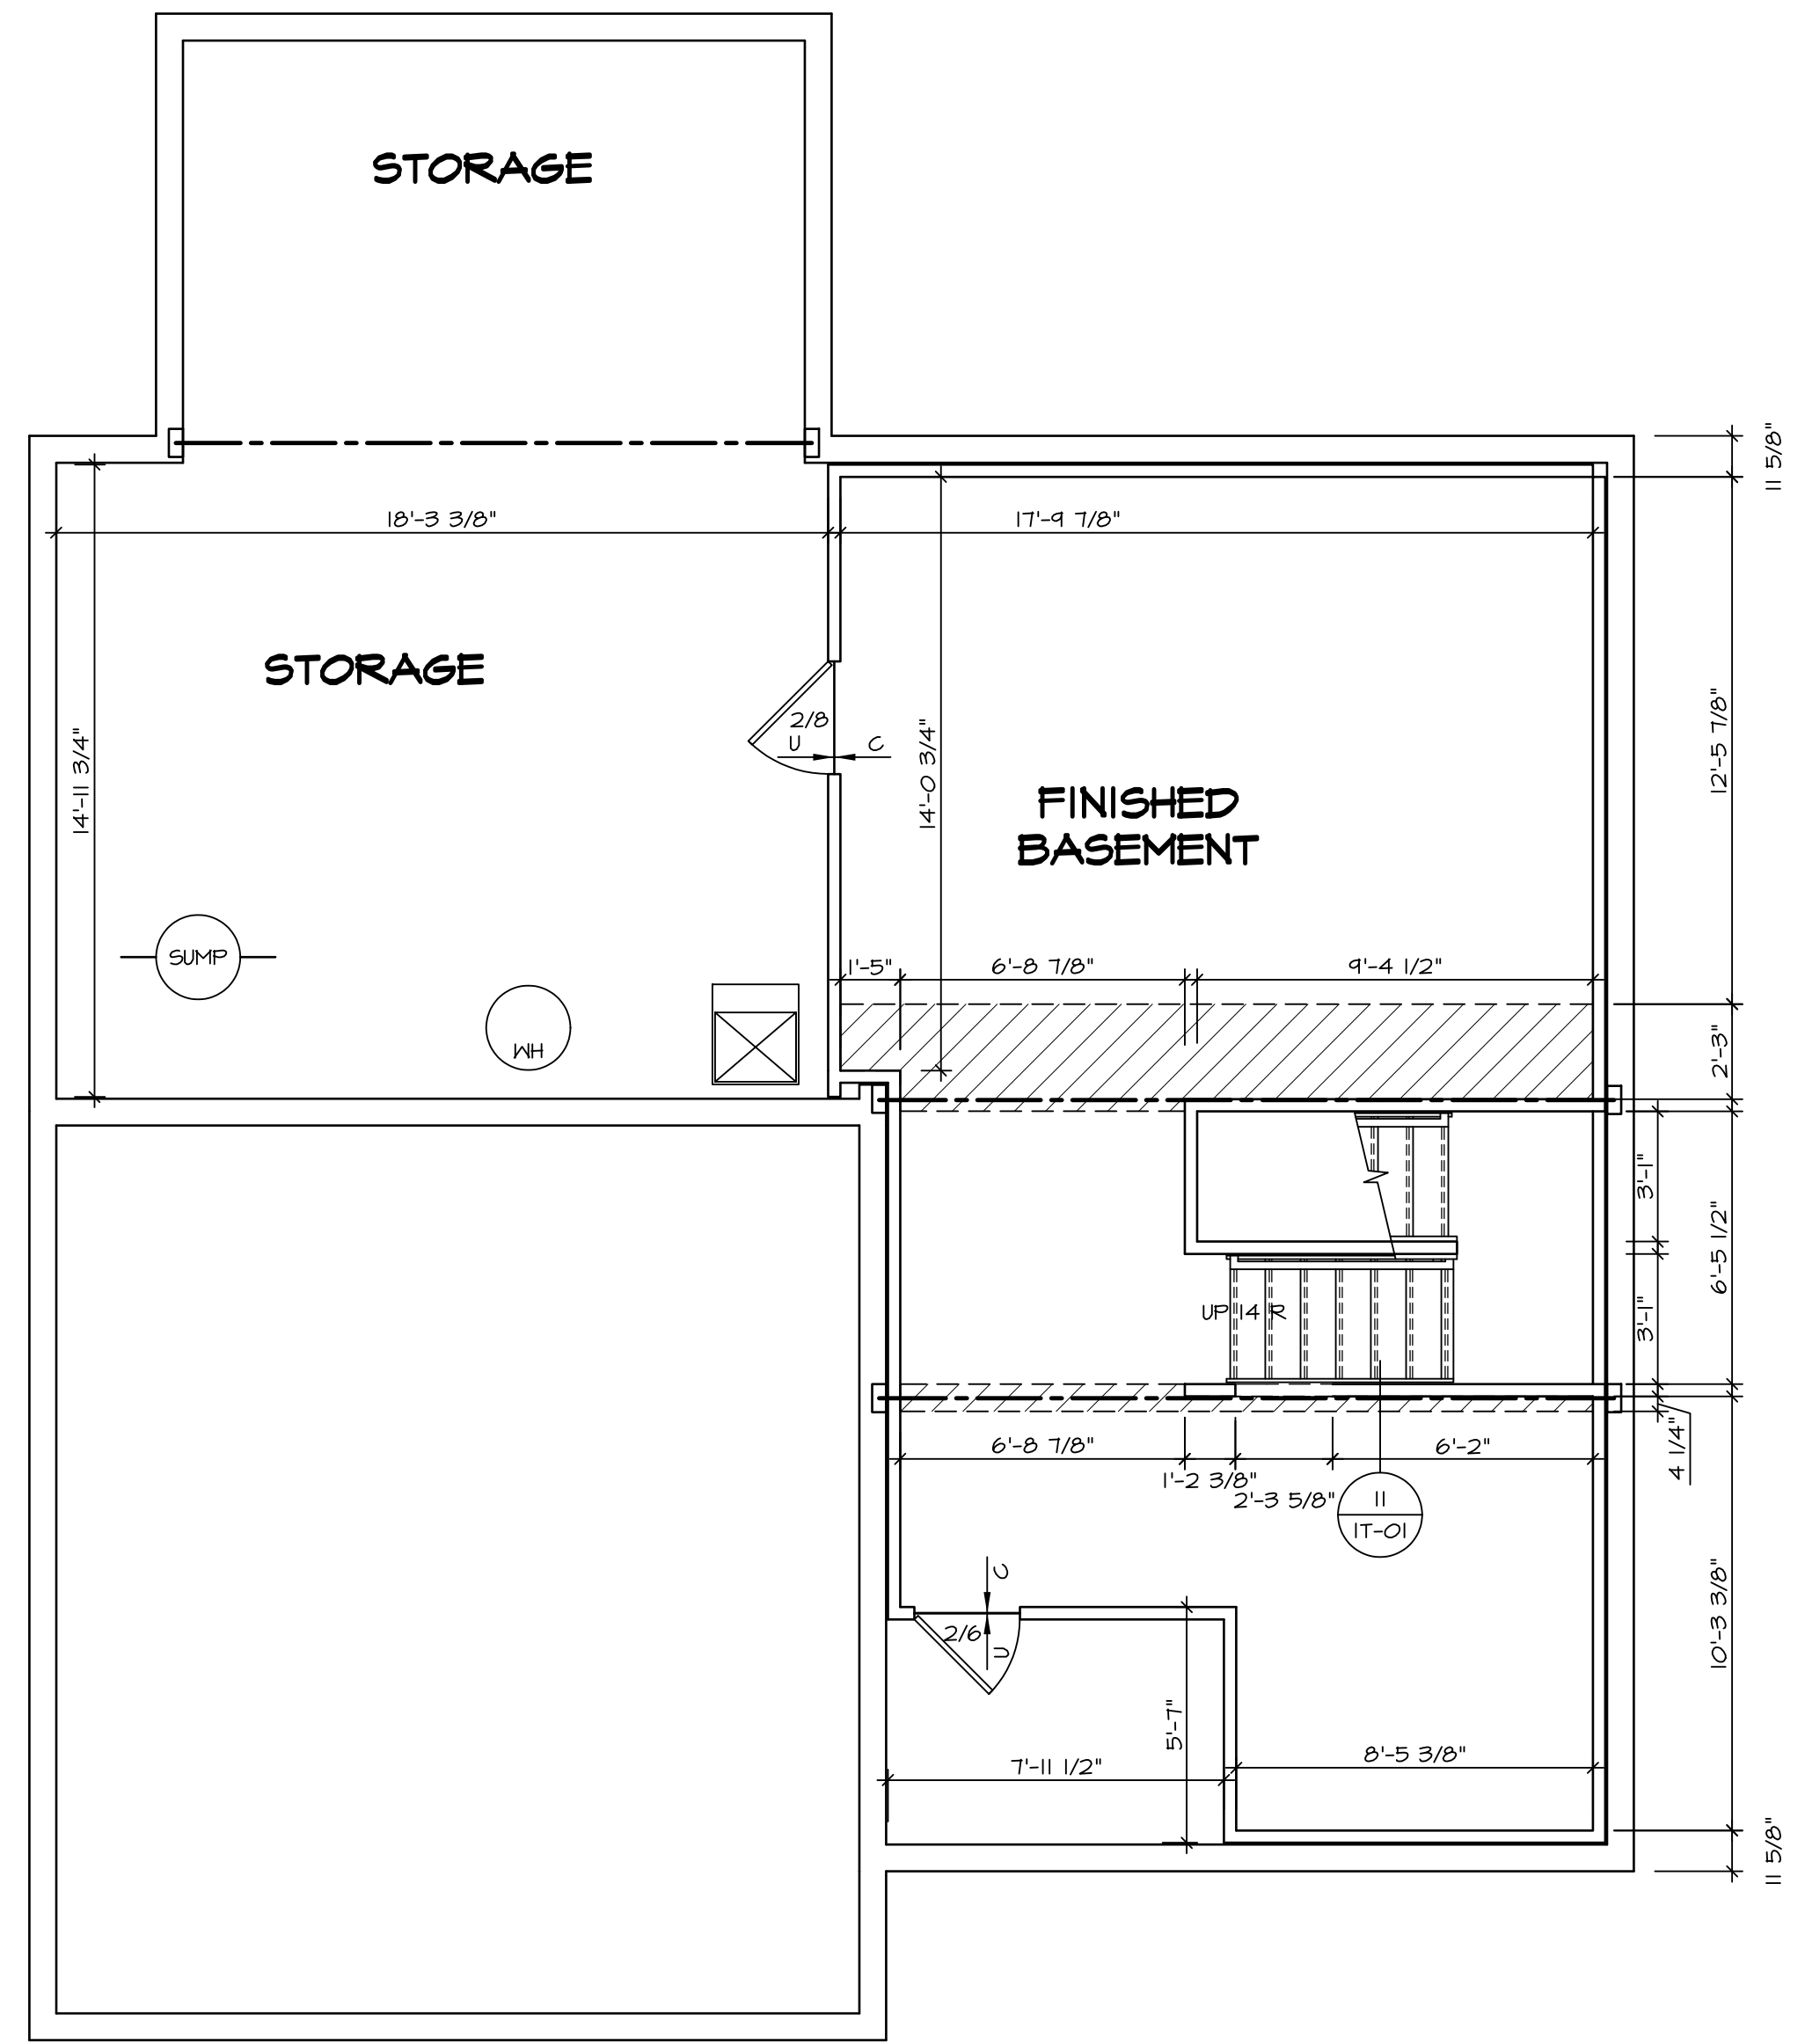 STORAGE
11 5/8"
18'-3 3/8"
17'-9 7/8"
STORAGE
2/8
U
C
14'-11 3/4"
14'-0 3/4"
12'-5 7/8"
FINISHED
BASEMENT
SUMP
WH
1'-5"
6'-8 7/8"
9'-4 1/2"
2'-3"
3'-1"
6'-5 1/2"
UP 14 R
3'-1"
6'-8 7/8"
6'-2"
4 1/4"
1'-2 3/8"
2'-3 5/8"
11
1T-01
C
2/6
U
10'-3 3/8"
5'-7"
7'-11 1/2"
8'-5 3/8"
11 5/8"